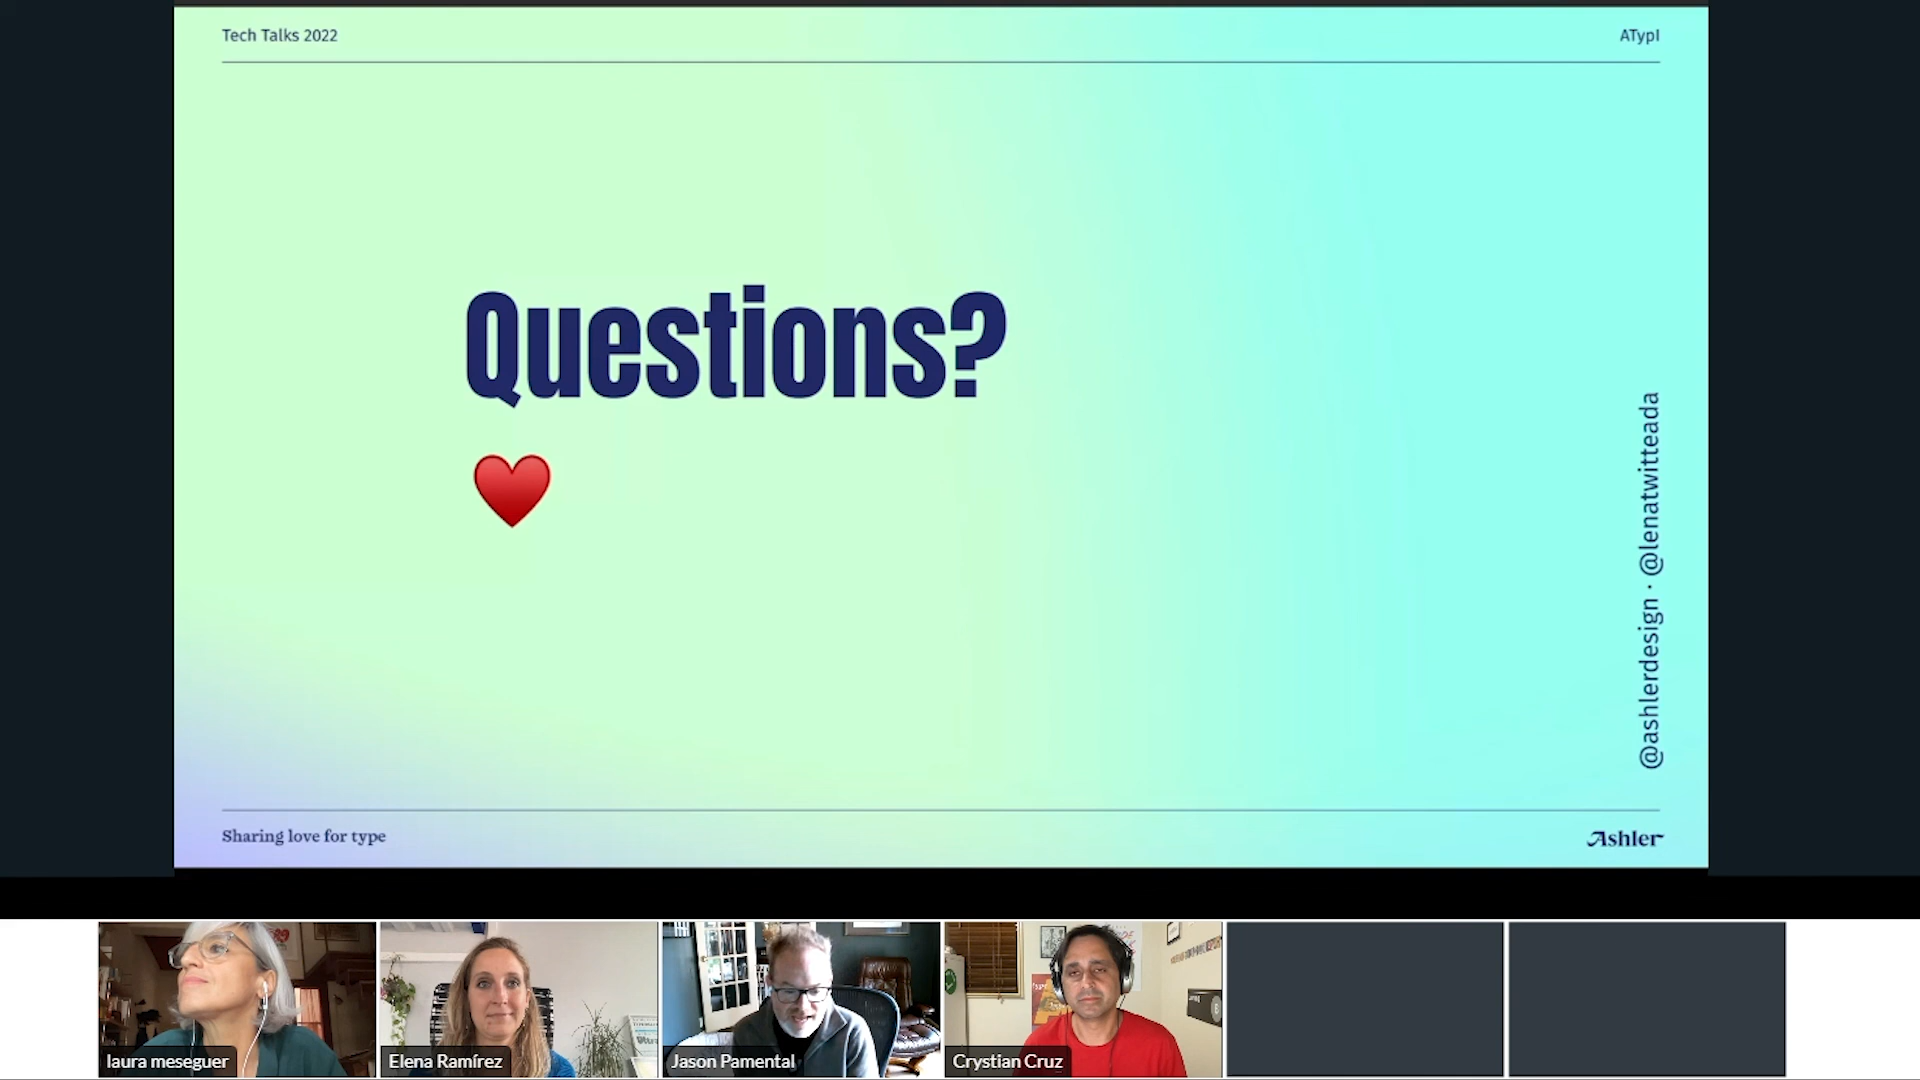 Tech Talks 2022
ATypI
Questions?
@ashlerdesign · @lenatwitteada
Sharing love for type
Ashler
laura meseguer
Elena Ramírez
Jason Pamental
Crystian Cruz